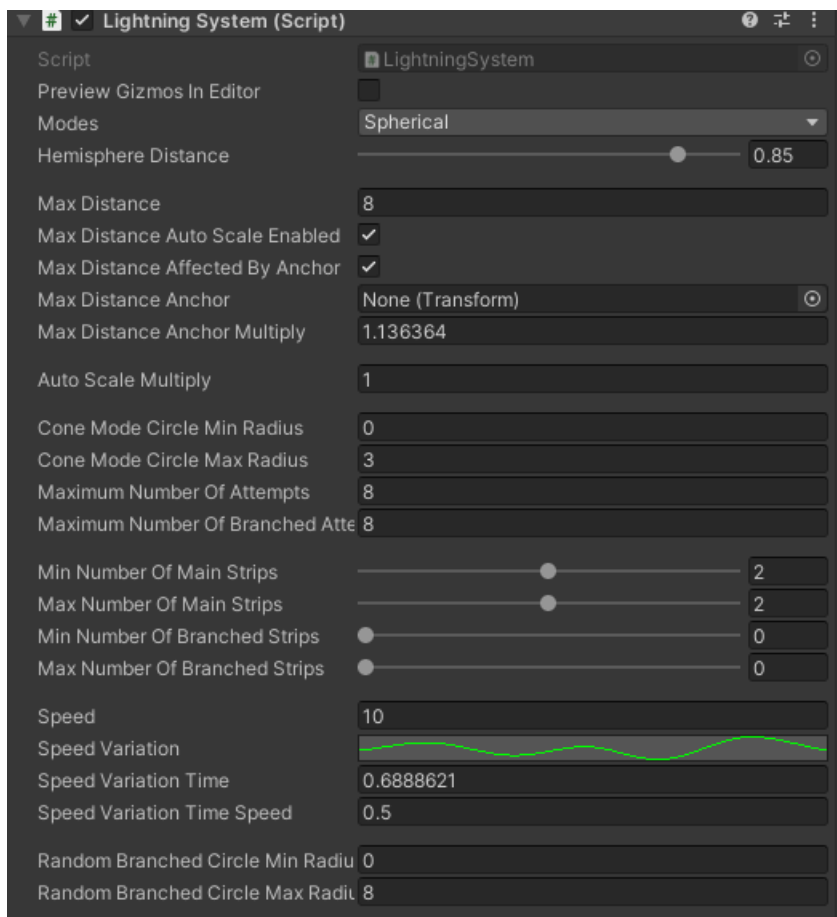 # Lightning System (Script)
Script # LightningSystem
Preview Gizmos In Editor
Modes Spherical
Hemisphere Distance 0.85
Max Distance 8
Max Distance Auto Scale Enabled
Max Distance Affected By Anchor
Max Distance Anchor None (Transform)
Max Distance Anchor Multiply 1.136364
Auto Scale Multiply 1
Cone Mode Circle Min Radius 0
Cone Mode Circle Max Radius 3
Maximum Number Of Attempts 8
Maximum Number Of Branched Atte 8
Min Number Of Main Strips 2
Max Number Of Main Strips 2
Min Number Of Branched Strips 0
Max Number Of Branched Strips 0
Speed 10
Speed Variation
Speed Variation Time 0.6888621
Speed Variation Time Speed 0.5
Random Branched Circle Min Radiu 0
Random Branched Circle Max Radiu 8